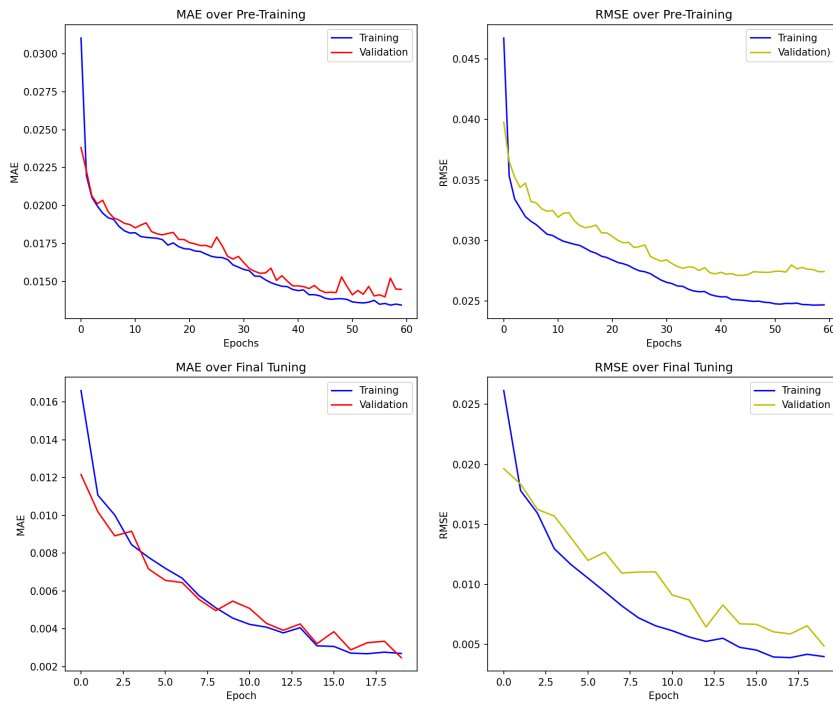 MAE over Pre-Training
0.0300
0.0275
0.0250
0.0225
0.0200
0.0175
0.0150
MAE
0
10
20
30
40
50
60
Epochs
Training
Validation
RMSE over Pre-Training
0.045
0.040
0.035
0.030
0.025
RMSE
0
10
20
30
40
50
60
Epochs
Training
Validation)
MAE over Final Tuning
0.016
0.014
0.012
0.010
0.008
0.006
0.004
0.002
MAE
0.0
2.5
5.0
7.5
10.0
12.5
15.0
17.5
Epoch
Training
Validation
RMSE over Final Tuning
0.025
0.020
0.015
0.010
0.005
RMSE
0.0
2.5
5.0
7.5
10.0
12.5
15.0
17.5
Epoch
Training
Validation